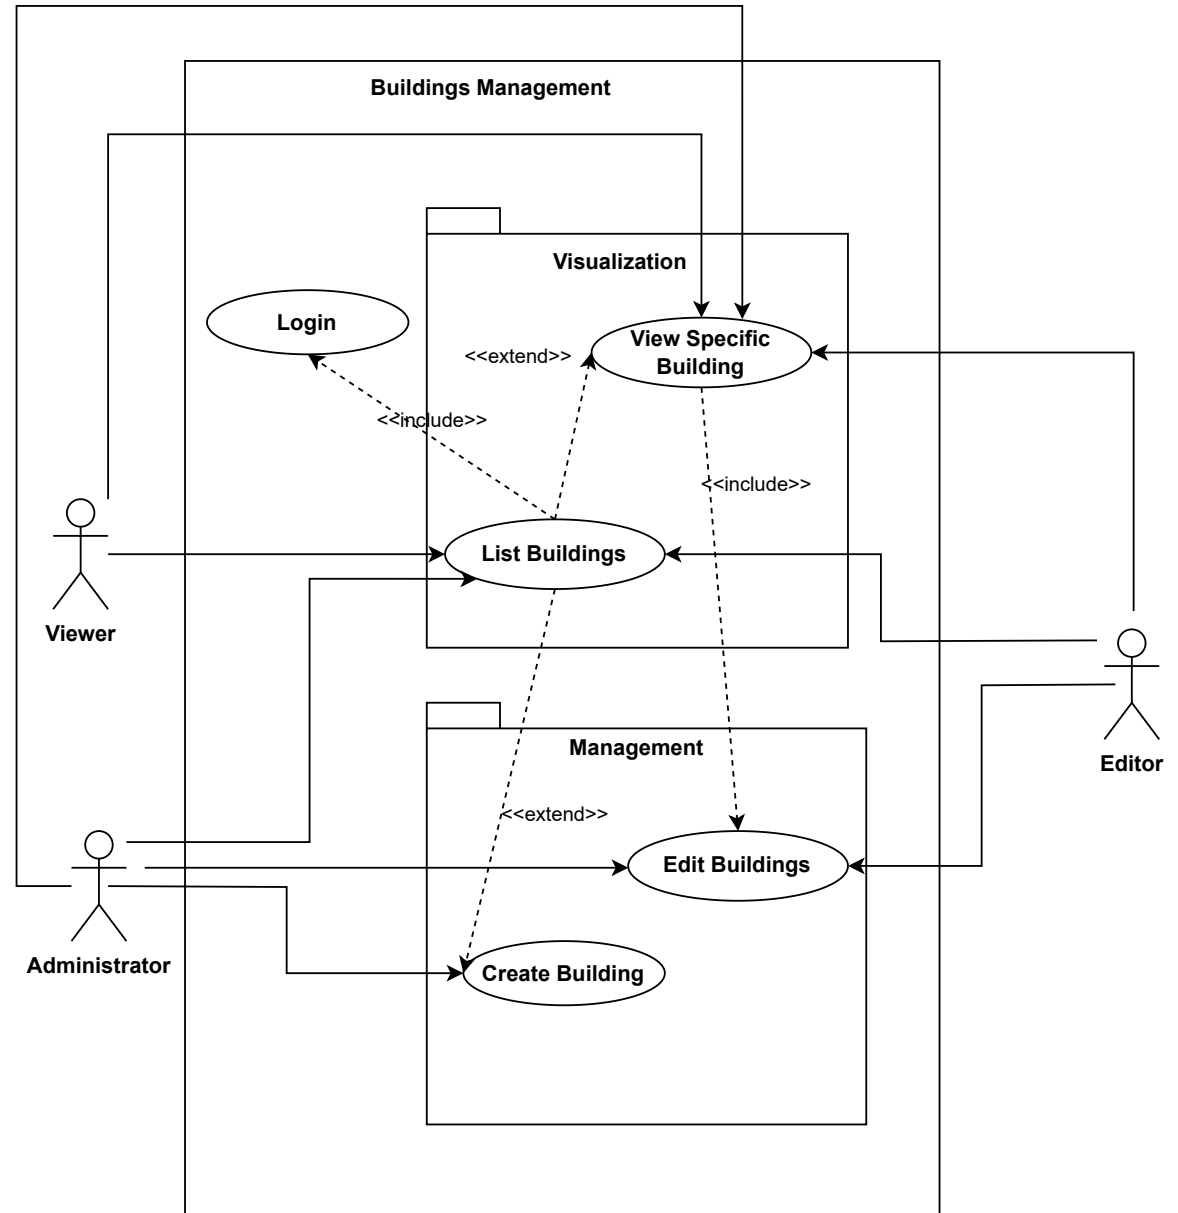 Buildings Management
Visualization
Login
View Specific
Building
<<extend>>
<<include>>
<<include>>
List Buildings
Viewer
Editor
Management
<<extend>>
Edit Buildings
Administrator
Create Building